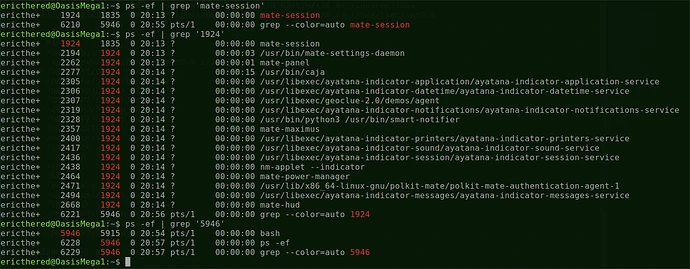 ericthered@OasisMega1:~$ ps -ef | grep 'mate-session'
ericthe+    1924    1835  0 20:13 ?        00:00:00 mate-session
ericthe+    6210    5946  0 20:55 pts/1    00:00:00 grep --color=auto mate-session
ericthered@OasisMega1:~$ ps -ef | grep '1924'
ericthe+    1924    1835  0 20:13 ?        00:00:00 mate-session
ericthe+    2194    1924  0 20:13 ?        00:00:03 /usr/bin/mate-settings-daemon
ericthe+    2262    1924  0 20:13 ?        00:00:01 mate-panel
ericthe+    2277    1924  0 20:14 ?        00:00:15 /usr/bin/caja
ericthe+    2305    1924  0 20:14 ?        00:00:00 /usr/libexec/ayatana-indicator-application/ayatana-indicator-application-service
ericthe+    2306    1924  0 20:14 ?        00:00:00 /usr/libexec/ayatana-indicator-datetime/ayatana-indicator-datetime-service
ericthe+    2307    1924  0 20:14 ?        00:00:00 /usr/libexec/geoclue-2.0/demos/agent
ericthe+    2319    1924  0 20:14 ?        00:00:00 /usr/libexec/ayatana-indicator-notifications/ayatana-indicator-notifications-service
ericthe+    2328    1924  0 20:14 ?        00:00:00 /usr/bin/python3 /usr/bin/smart-notifier
ericthe+    2357    1924  0 20:14 ?        00:00:00 mate-maximus
ericthe+    2400    1924  0 20:14 ?        00:00:00 /usr/libexec/ayatana-indicator-printers/ayatana-indicator-printers-service
ericthe+    2417    1924  0 20:14 ?        00:00:00 /usr/libexec/ayatana-indicator-sound/ayatana-indicator-sound-service
ericthe+    2436    1924  0 20:14 ?        00:00:00 /usr/libexec/ayatana-indicator-session/ayatana-indicator-session-service
ericthe+    2438    1924  0 20:14 ?        00:00:00 nm-applet --indicator
ericthe+    2464    1924  0 20:14 ?        00:00:00 mate-power-manager
ericthe+    2471    1924  0 20:14 ?        00:00:00 /usr/lib/x86_64-linux-gnu/polkit-mate/polkit-mate-authentication-agent-1
ericthe+    2494    1924  0 20:14 ?        00:00:00 /usr/libexec/ayatana-indicator-messages/ayatana-indicator-messages-service
ericthe+    2668    1924  0 20:14 ?        00:00:00 mate-hud
ericthe+    6221    5946  0 20:56 pts/1    00:00:00 grep --color=auto 1924
ericthered@OasisMega1:~$ ps -ef | grep '5946'
ericthe+    5946    5915  0 20:54 pts/1    00:00:00 bash
ericthe+    6228    5946  0 20:57 pts/1    00:00:00 ps -ef
ericthe+    6229    5946  0 20:57 pts/1    00:00:00 grep --color=auto 5946
ericthered@OasisMega1:~$